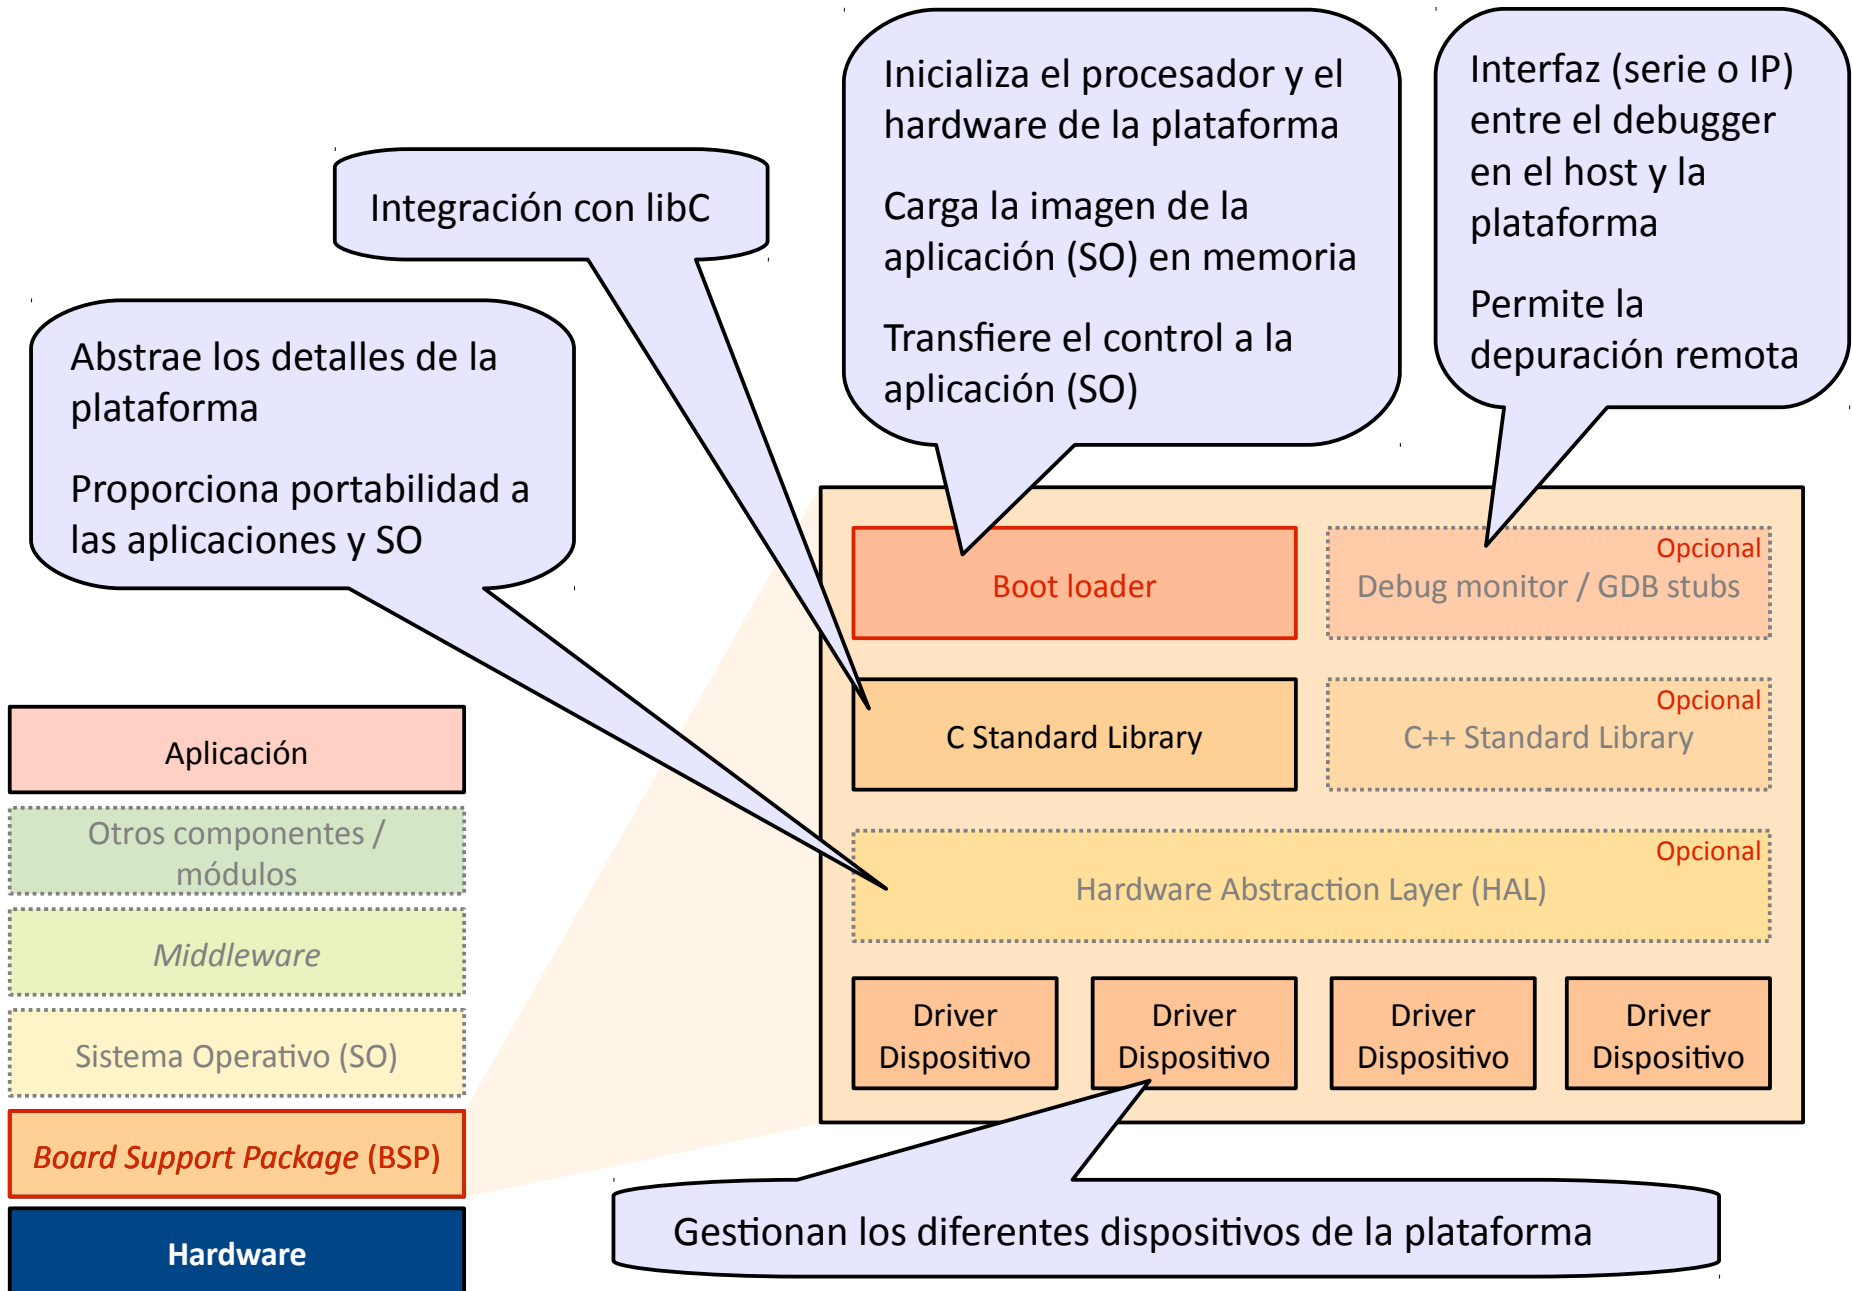 Inicializa el procesador y el
hardware de la plataforma
Carga la imagen de la
aplicación (SO) en memoria
Transfiere el control a la
aplicación (SO)
Interfaz (serie o IP)
entre el debugger
en el host y la
plataforma
Permite la
depuración remota
Integración con libC
Abstrae los detalles de la
plataforma
Proporciona portabilidad a
las aplicaciones y SO
Boot loader
Opcional
Debug monitor / GDB stubs
C Standard Library
Opcional
C++ Standard Library
Opcional
Hardware Abstraction Layer (HAL)
Driver
Dispositivo
Driver
Dispositivo
Driver
Dispositivo
Driver
Dispositivo
Gestionan los diferentes dispositivos de la plataforma
Aplicación
Otros componentes /
módulos
Middleware
Sistema Operativo (SO)
Board Support Package (BSP)
Hardware